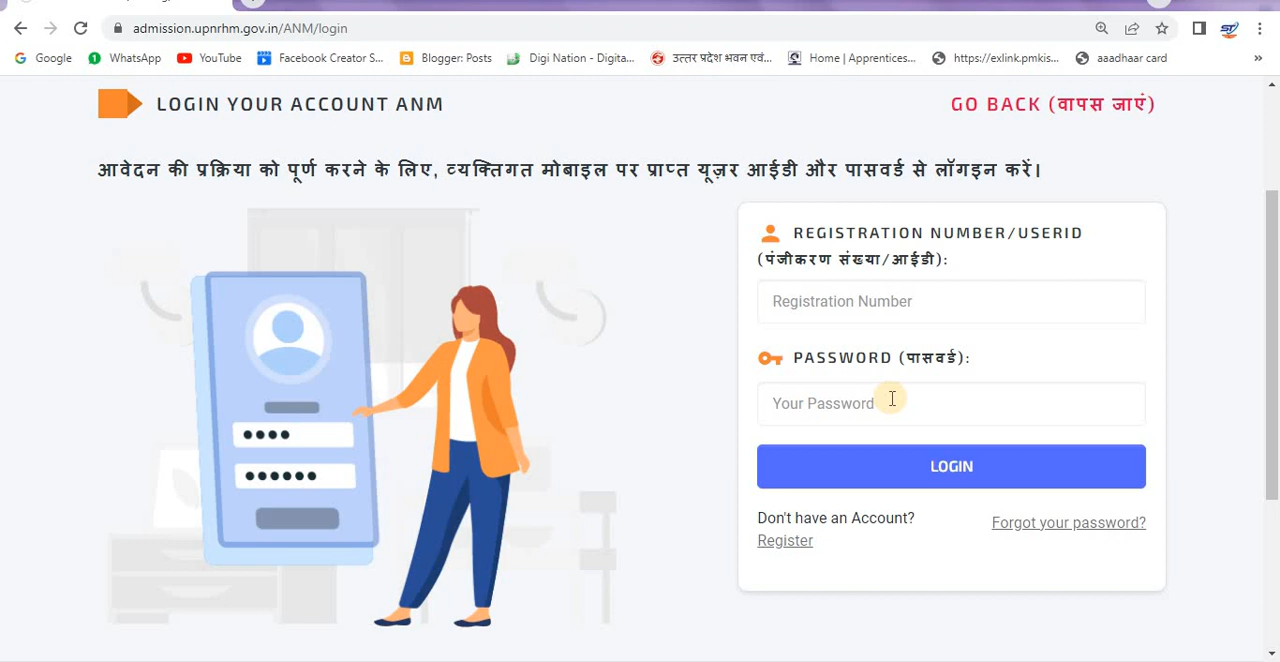 admission.upnrhm.gov.in/ANM/login
Google WhatsApp YouTube Facebook Creator S... Blogger: Posts Digi Nation - Digita... उत्तर प्रदेश भवन एवं... Home | Apprentices... https://exlink.pmkis... aaadhaar card »
LOGIN YOUR ACCOUNT ANM
GO BACK (वापस जाएं)
आवेदन की प्रक्रिया को पूर्ण करने के लिए, व्यक्तिगत मोबाइल पर प्राप्त यूज़र आईडी और पासवर्ड से लॉगइन करें।
REGISTRATION NUMBER/USERID
(पंजीकरण संख्या/आईडी):
Registration Number
PASSWORD (पासवर्ड):
Your Password
LOGIN
Don't have an Account?
Register
Forgot your password?